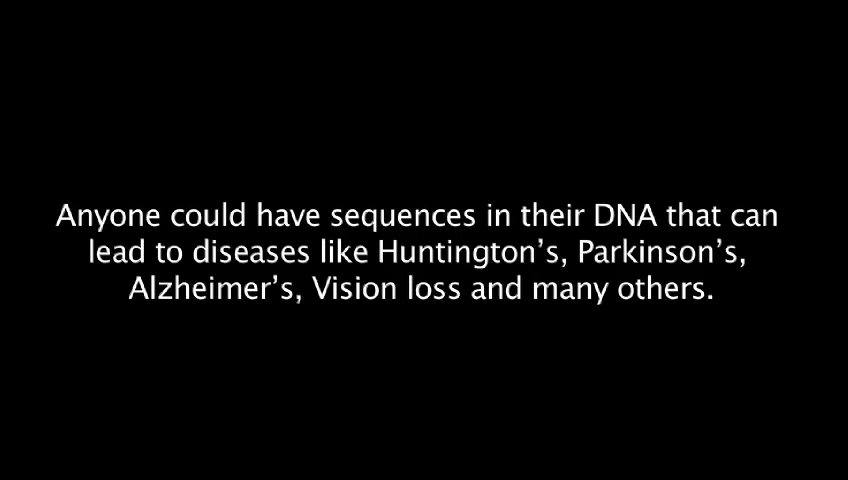 Anyone could have sequences in their DNA that can
lead to diseases like Huntington’s, Parkinson’s,
Alzheimer’s, Vision loss and many others.